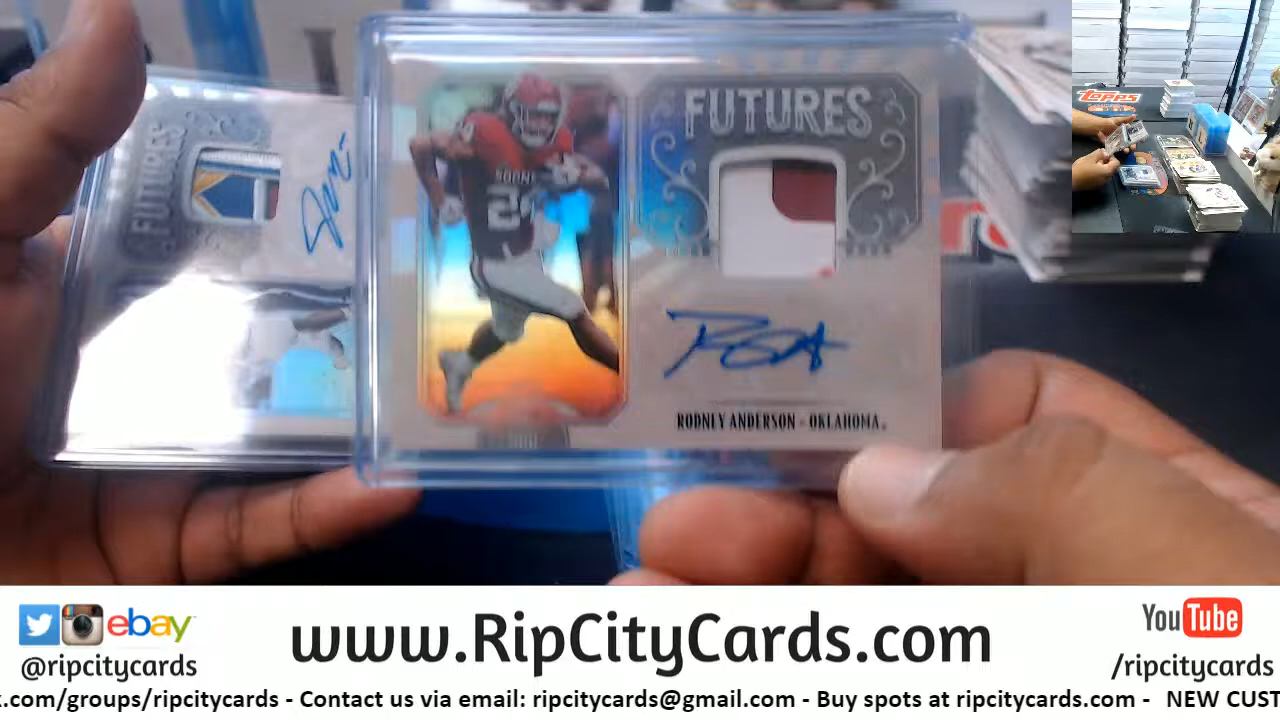 FUTURES
FUTURES
TOPPS
RODNEY ANDERSON - OKLAHOMA.
ebay
www.RipCityCards.com
YouTube
@ripcitycards
/ripcitycards
k.com/groups/ripcitycards - Contact us via email: ripcitycards@gmail.com - Buy spots at ripcitycards.com - NEW CUST